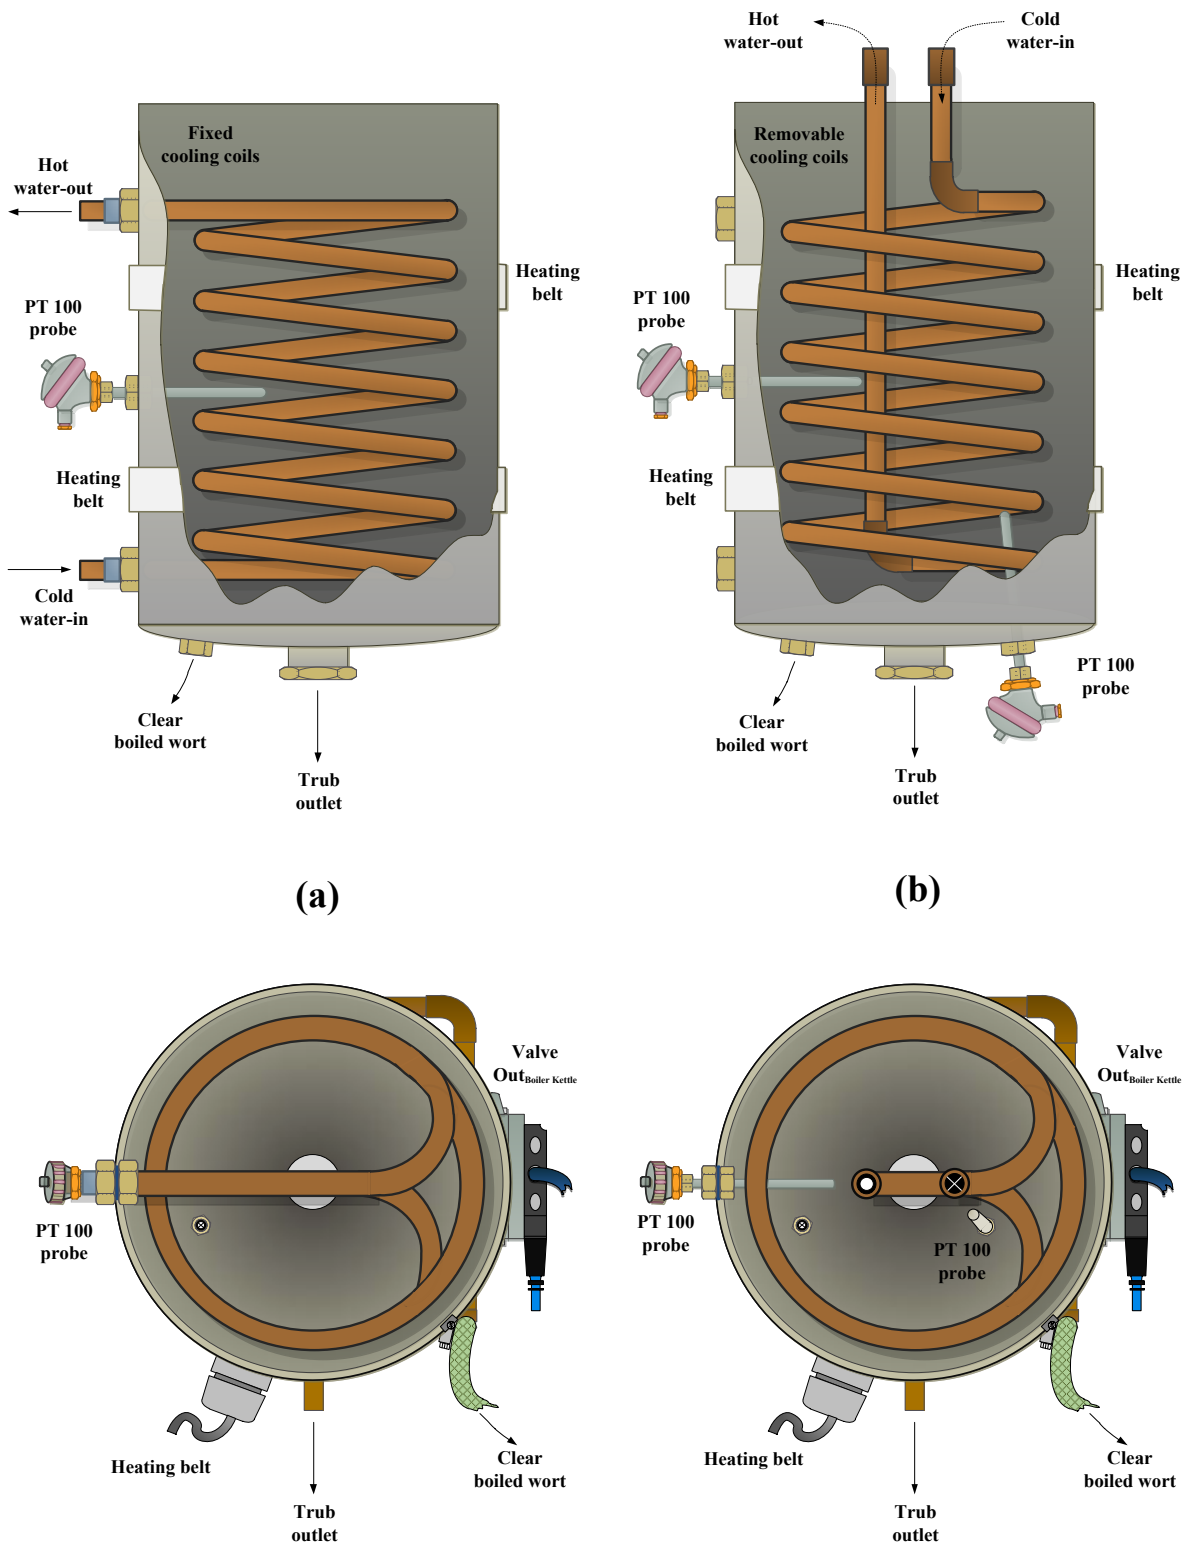 Hot
water-out
Cold
water-in
Fixed
cooling coils
Removable
cooling coils
Hot
water-out
Heating
belt
Heating
belt
PT 100
probe
PT 100
probe
Heating
belt
Heating
belt
Cold
water-in
PT 100
probe
Clear
boiled wort
Clear
boiled wort
Trub
outlet
Trub
outlet
(a)
(b)
Valve
OutBoiler Kettle
Valve
OutBoiler Kettle
PT 100
probe
PT 100
probe
PT 100
probe
Heating belt
Clear
boiled wort
Heating belt
Clear
boiled wort
Trub
outlet
Trub
outlet